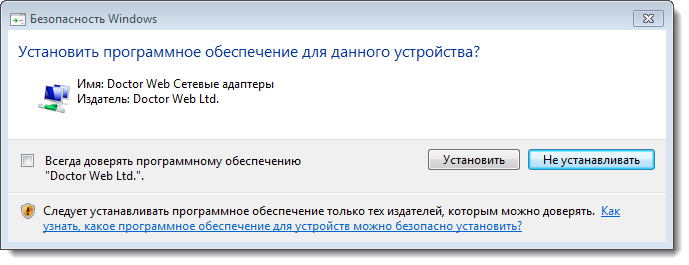 Безопасность Windows
Установить программное обеспечение для данного устройства?
Имя: Doctor Web Сетевые адаптеры
Издатель: Doctor Web Ltd.
Всегда доверять программному обеспечению
"Doctor Web Ltd.".
Установить
Не устанавливать
Следует устанавливать программное обеспечение только тех издателей, которым можно доверять. Как
узнать, какое программное обеспечение для устройств можно безопасно установить?